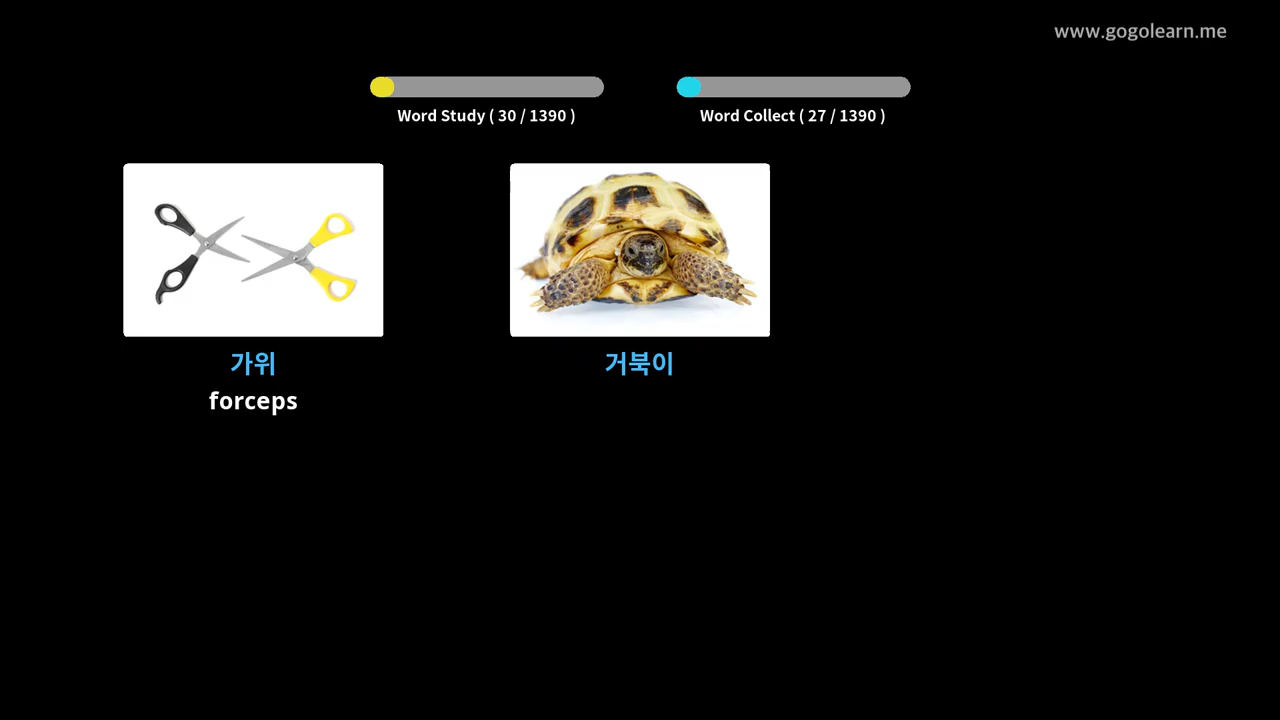 www.gogolearn.me
Word Study ( 30 / 1390 )
Word Collect ( 27 / 1390 )
가위
거북이
forceps